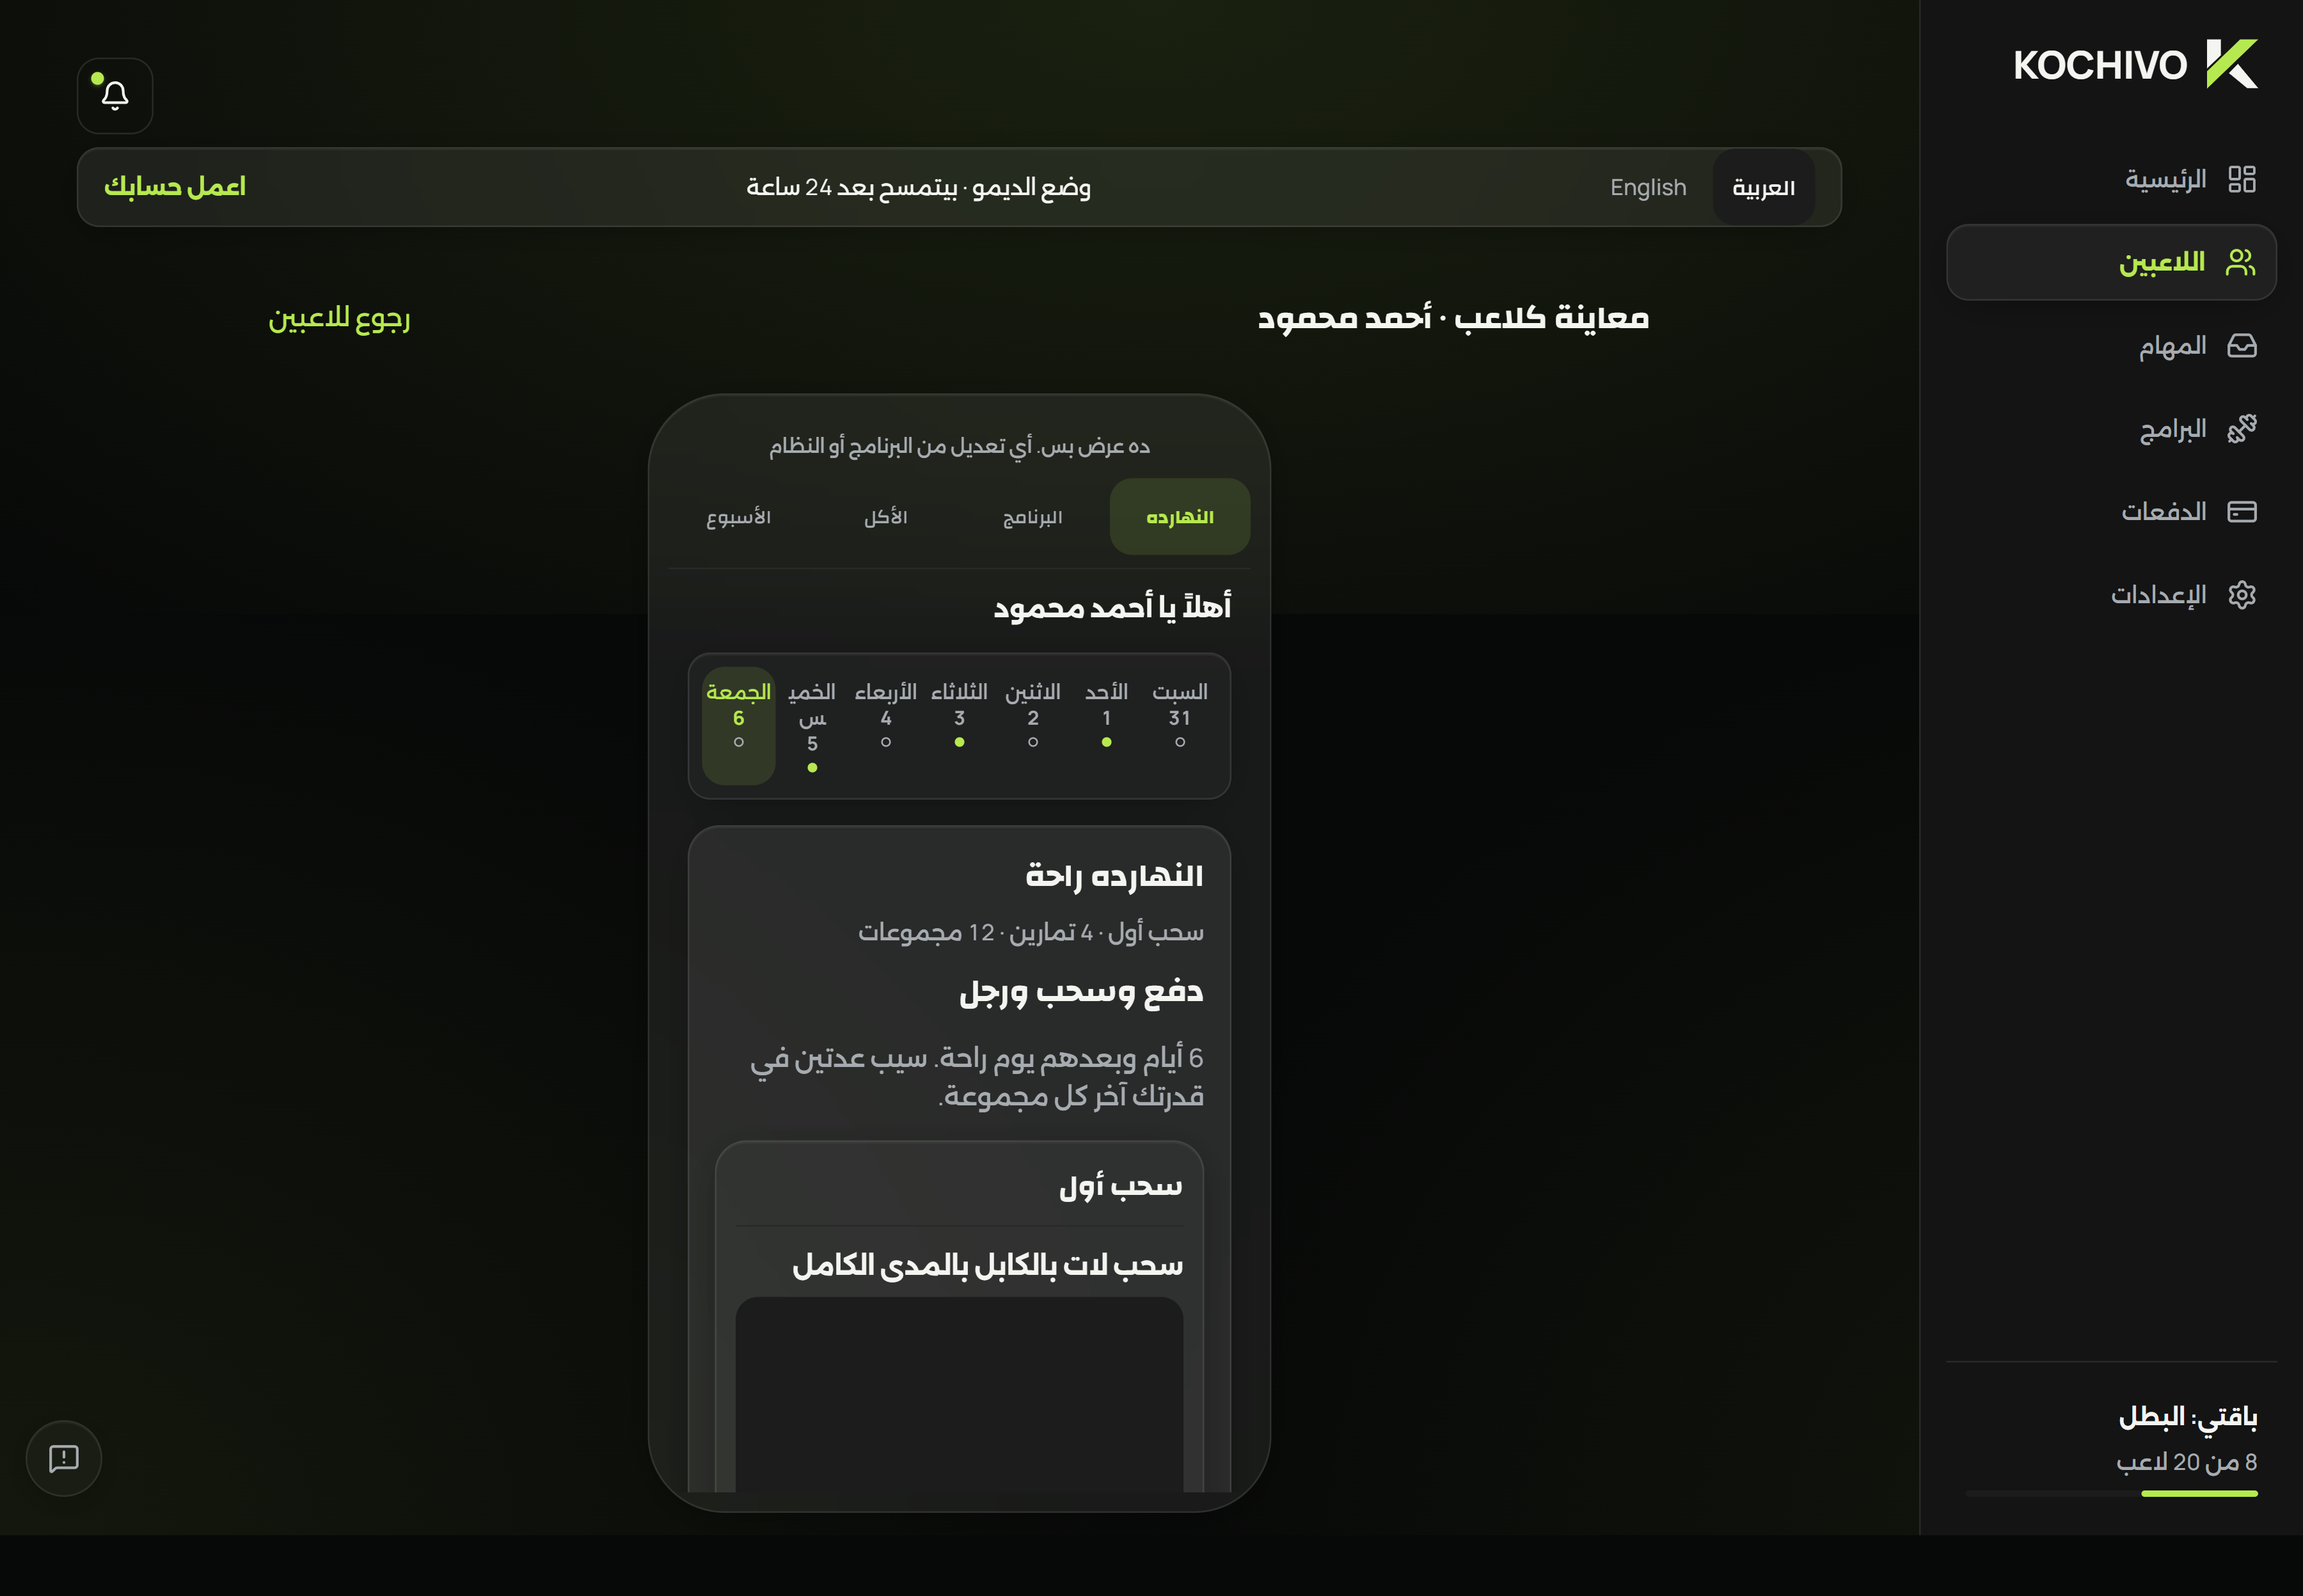 KOCHIVO
الرئيسية
اللاعبين
المهام
البرامج
الدفعات
الإعدادات
باقتي: البطل
8 من 20 لاعب
العربية
English
وضع الديمو · بيتمسح بعد 24 ساعة
اعمل حسابك
معاينة كلاعب · أحمد محمود
رجوع للاعبين
ده عرض بس. أي تعديل من البرنامج أو النظام
النهارده
البرنامج
الأكل
الأسبوع
أهلاً يا أحمد محمود
السبت
31
الأحد
1
الاثنين
2
الثلاثاء
3
الأربعاء
4
الخمي
س
5
الجمعة
6
النهارده راحة
سحب أول · 4 تمارين · 12 مجموعات
دفع وسحب ورجل
6 أيام وبعدهم يوم راحة. سيب عدتين في
قدرتك آخر كل مجموعة.
سحب أول
سحب لات بالكابل بالمدى الكامل